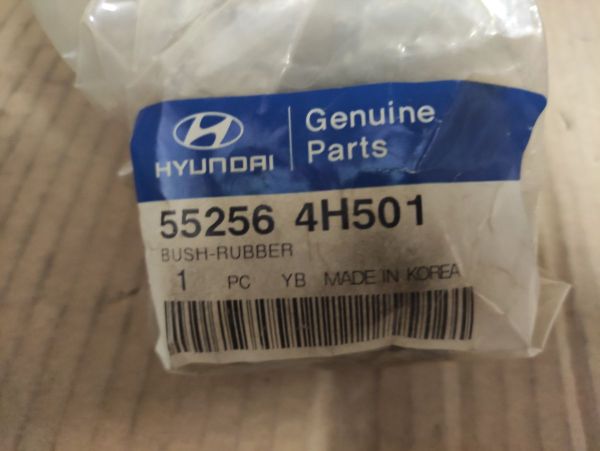 Genuine
Parts
HYUNDAI
55256 4H501
BUSH-RUBBER
1 PC YB MADE IN KOREA